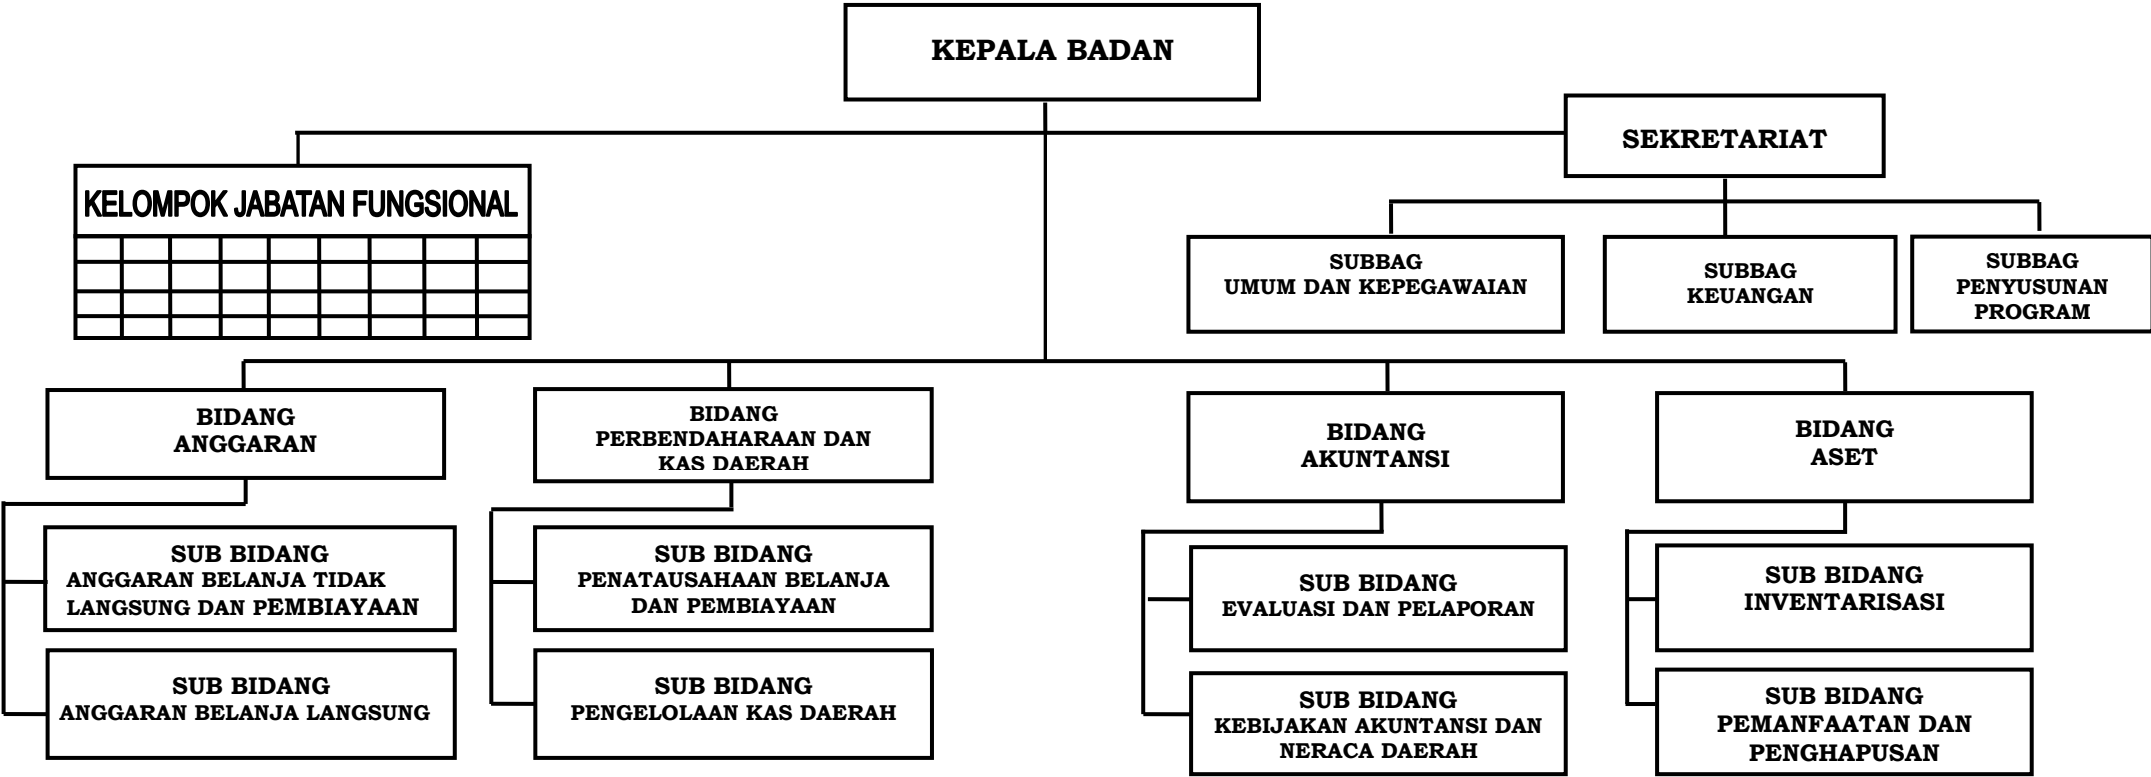 KEPALA BADAN
SEKRETARIAT
KELOMPOK JABATAN FUNGSIONAL
SUBBAG
UMUM DAN KEPEGAWAIAN
SUBBAG
KEUANGAN
SUBBAG
PENYUSUNAN
PROGRAM
BIDANG
ANGGARAN
BIDANG
PERBENDAHARAAN DAN
KAS DAERAH
BIDANG
AKUNTANSI
BIDANG
ASET
SUB BIDANG
ANGGARAN BELANJA TIDAK
LANGSUNG DAN PEMBIAYAAN
SUB BIDANG
PENATAUSAHAAN BELANJA
DAN PEMBIAYAAN
SUB BIDANG
EVALUASI DAN PELAPORAN
SUB BIDANG
INVENTARISASI
SUB BIDANG
ANGGARAN BELANJA LANGSUNG
SUB BIDANG
PENGELOLAAN KAS DAERAH
SUB BIDANG
KEBIJAKAN AKUNTANSI DAN
NERACA DAERAH
SUB BIDANG
PEMANFAATAN DAN
PENGHAPUSAN